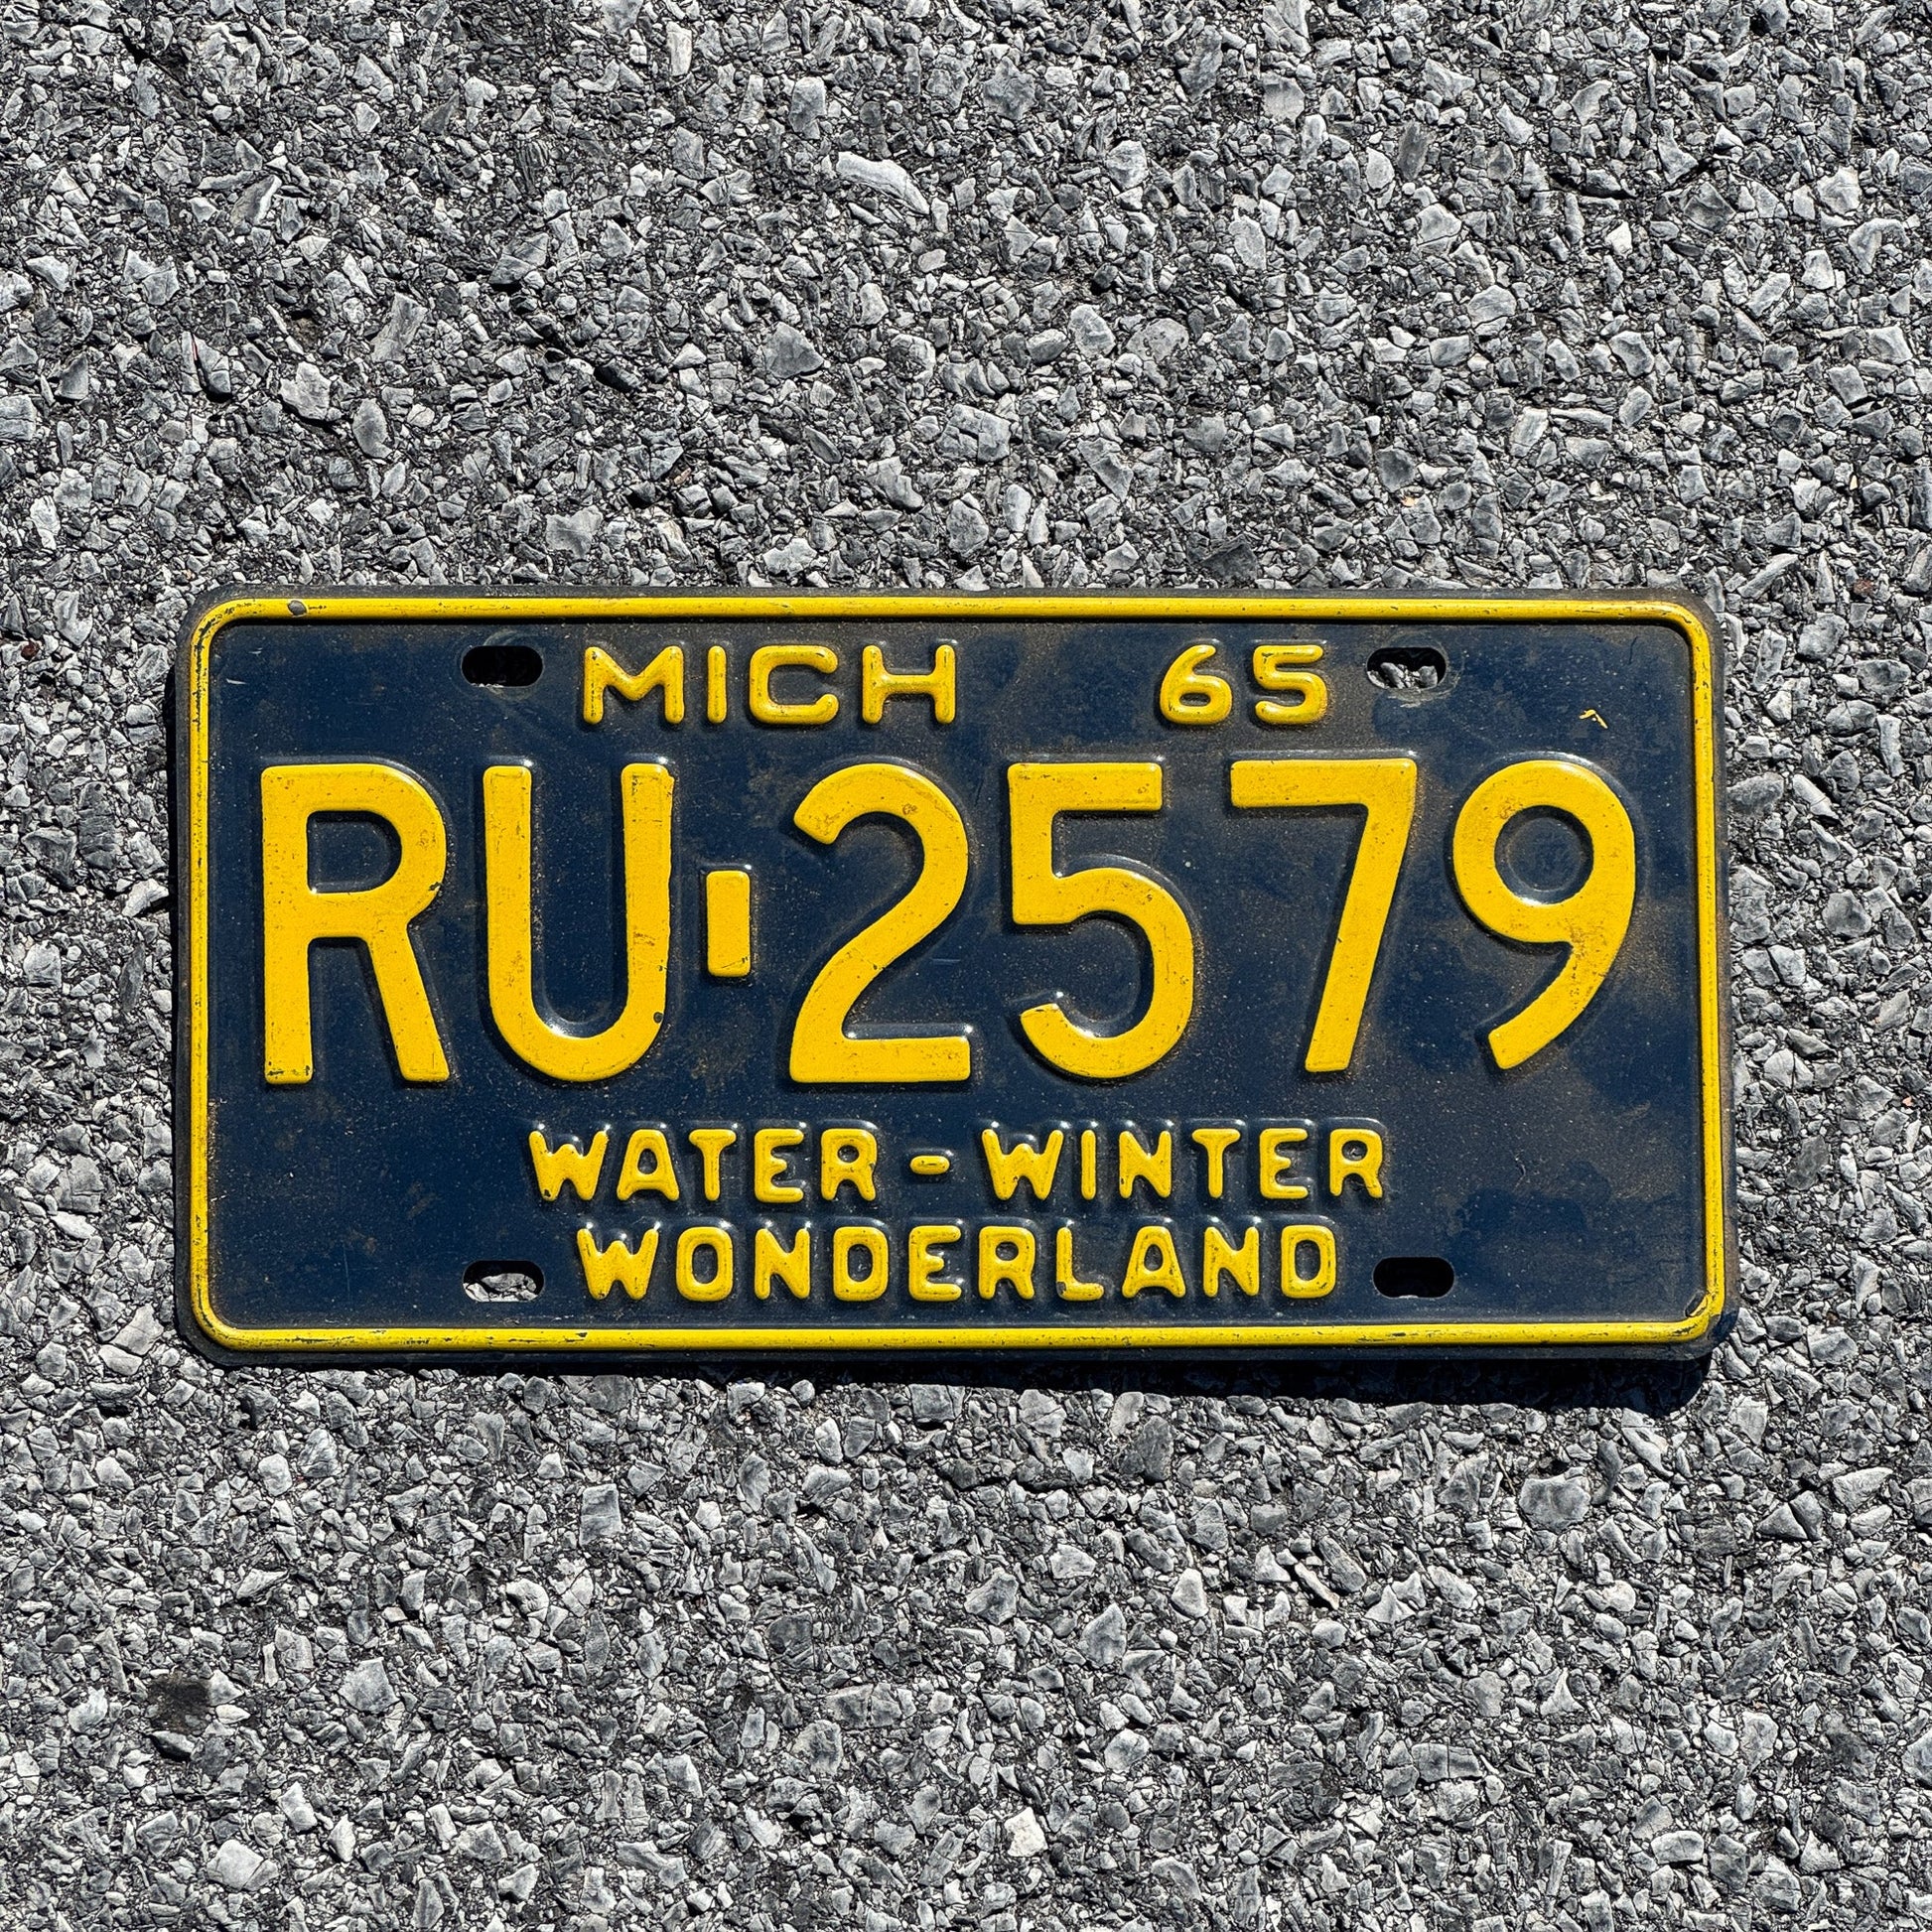 MICH 65
RU-2579
WATER-WINTER
WONDERLAND